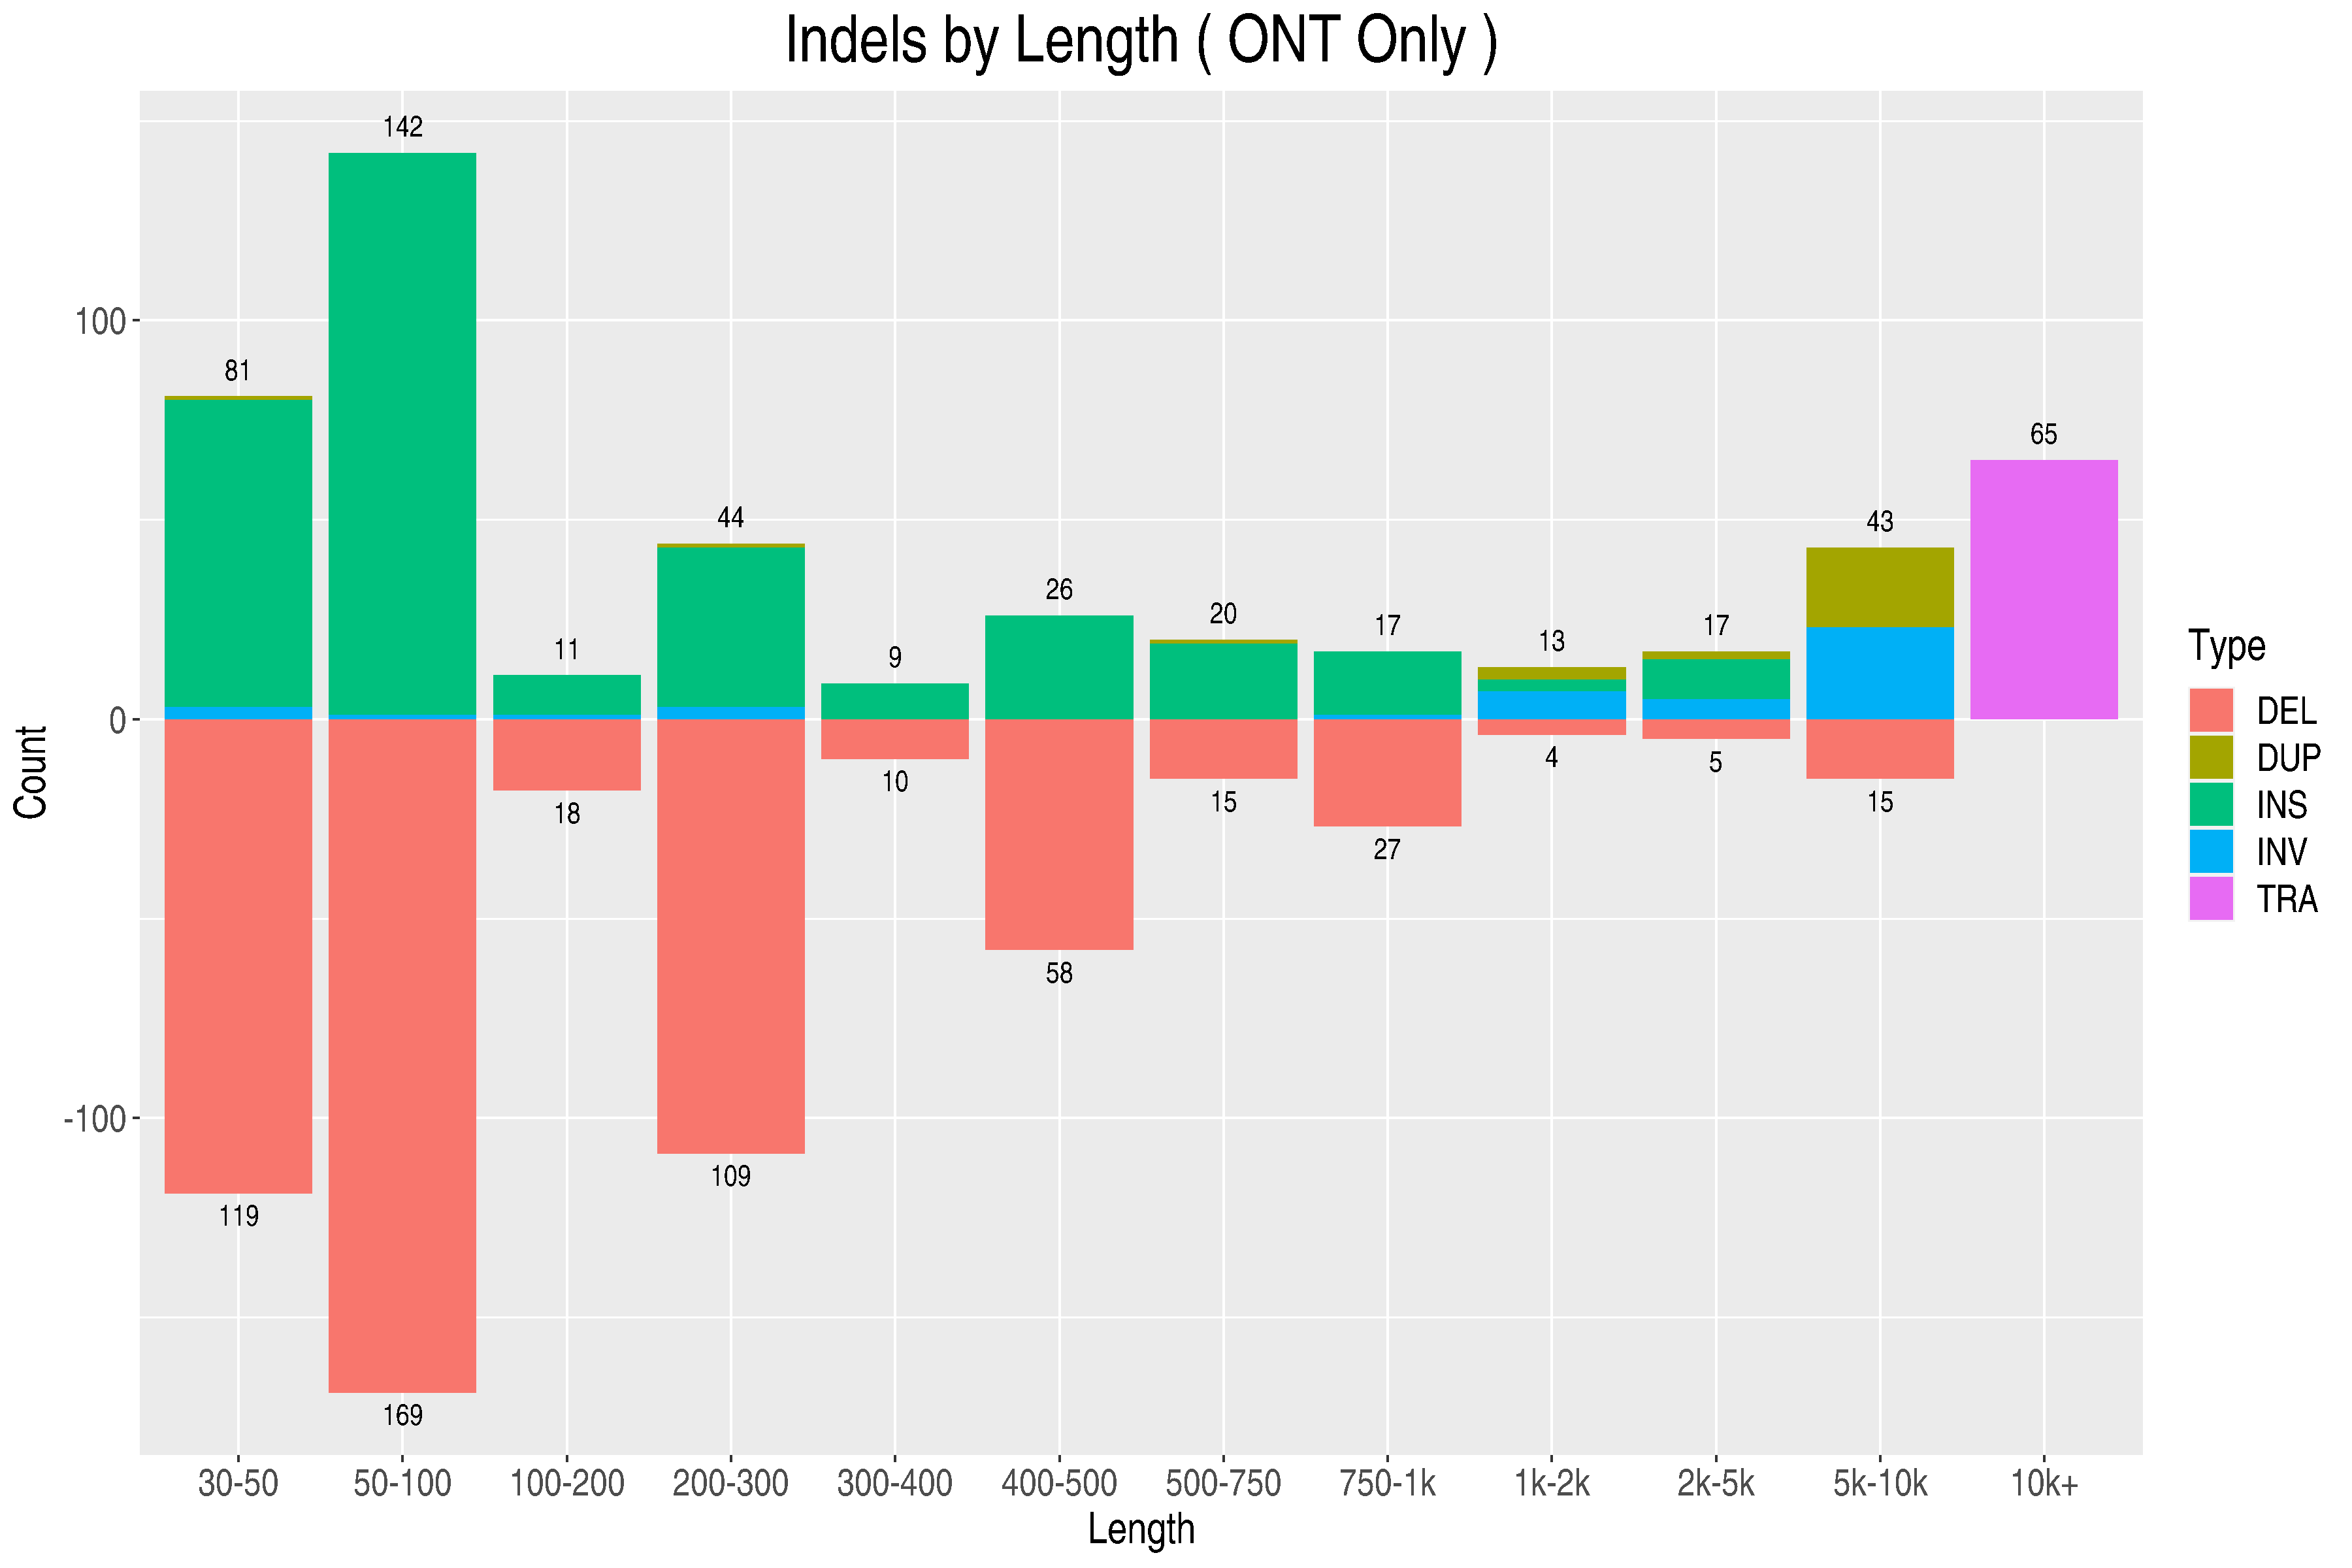 Indels by Length ( ONT Only )
142
100
81
65
44
43
26
20
17
13
17
11
9
0
4
5
10
15
15
18
27
58
-100
109
119
169
Count
30-50 50-100 100-200 200-300 300-400 400-500 500-750 750-1k 1k-2k 2k-5k 5k-10k 10k+
Length
Type
DEL
DUP
INS
INV
TRA